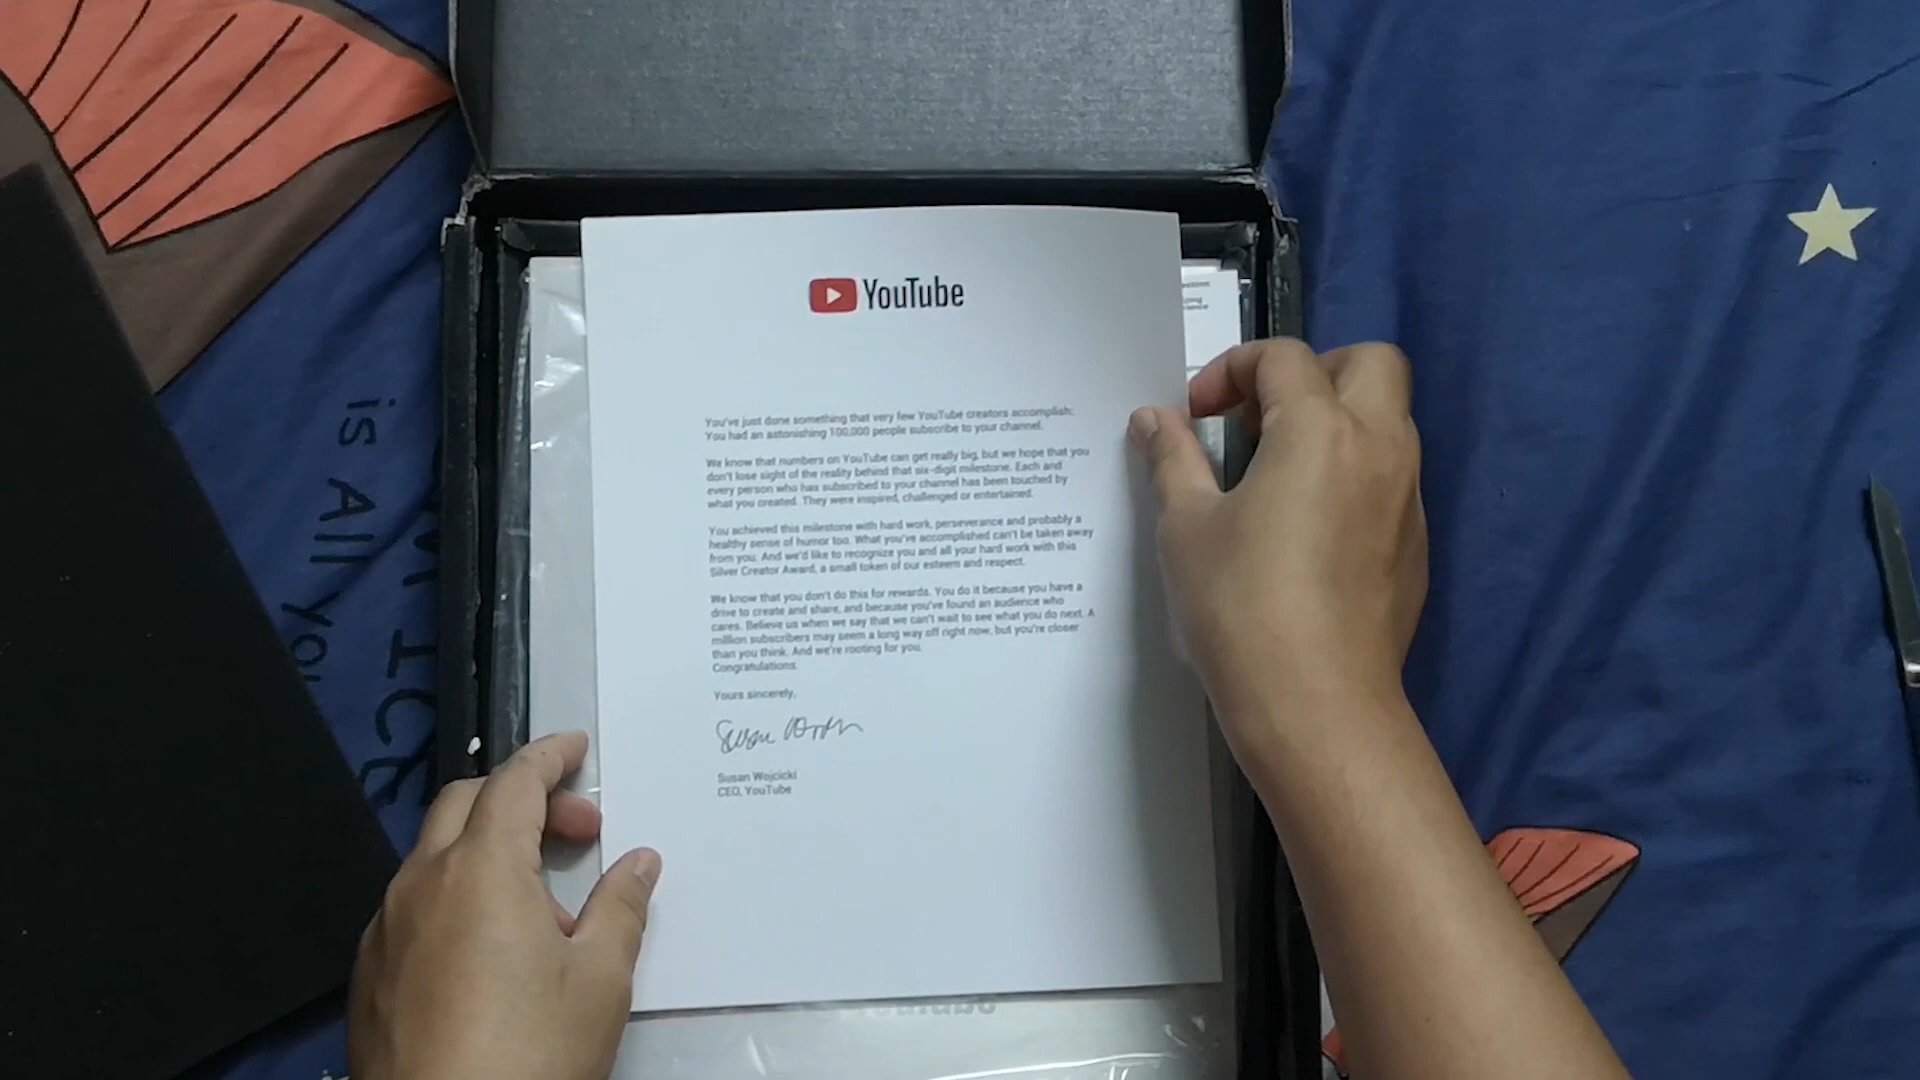 YouTube
You've just done something that very few YouTube creators accomplish:
You had an astonishing 100,000 people subscribe to your channel.
We know that numbers on YouTube can get really big, but we hope that you
don't lose sight of the reality behind that six-digit milestone. Each and
every person who has subscribed to your channel has been touched by
what you created. They were inspired, challenged or entertained.
You achieved this milestone with hard work, perseverance and probably a
healthy sense of humor too. What you've accomplished can't be taken away
from you. And we'd like to recognize you and all your hard work with this
Silver Creator Award, a small token of our esteem and respect.
We know that you don't do this for rewards. You do it because you have a
drive to create and share, and because you've found an audience who
cares. Believe us when we say that we can't wait to see what you do next. A
million subscribers may seem a long way off right now, but you're closer
than you think. And we're rooting for you.
Congratulations.
Yours sincerely,
Susan Wojcicki
CEO, YouTube
is All you